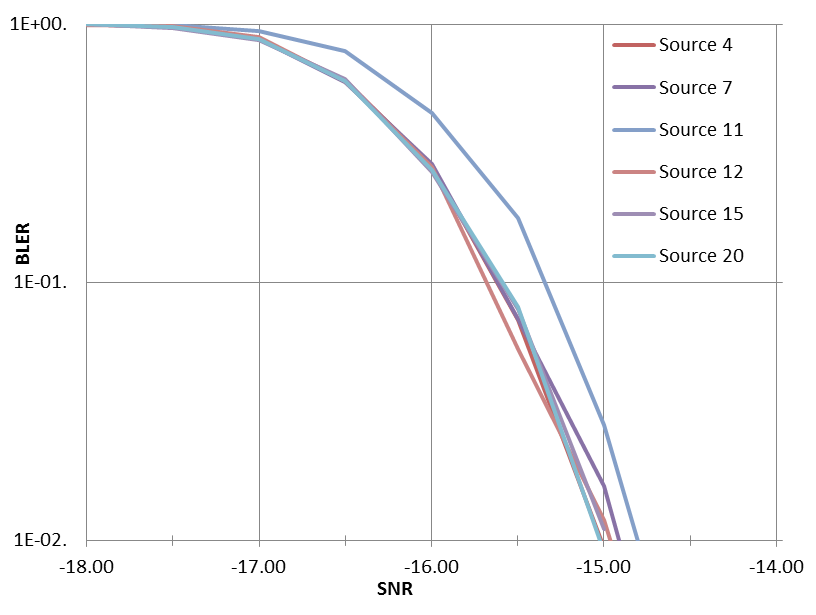 1E+00.
Source 4
Source 7
Source 11
Source 12
Source 15
Source 20
BLER
1E-01.
1E-02.
-18.00
-17.00
-16.00
-15.00
-14.00
SNR